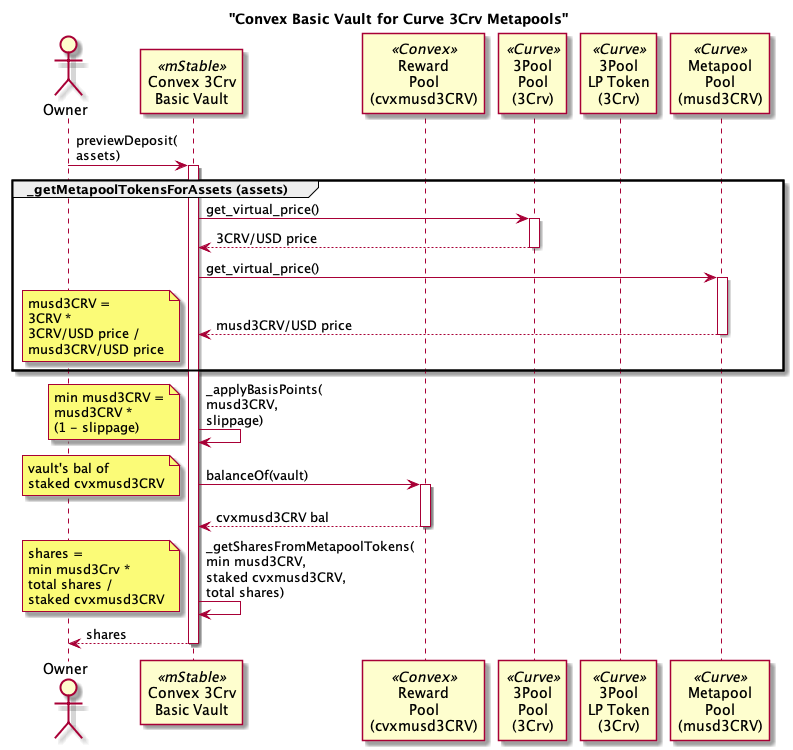 "Convex Basic Vault for Curve 3Crv Metapools"
Owner
«mStable»
Convex 3Crv
Basic Vault
«Convex»
Reward
Pool
(cvxmusd3CRV)
«Curve»
3Pool
Pool
(3Crv)
«Curve»
3Pool
LP Token
(3Crv)
«Curve»
Metapool
Pool
(musd3CRV)
previewDeposit(
assets)
_getMetapoolTokensForAssets (assets)
get_virtual_price()
3CRV/USD price
get_virtual_price()
musd3CRV/USD price
musd3CRV =
3CRV *
3CRV/USD price /
musd3CRV/USD price
_applyBasisPoints(
musd3CRV,
slippage)
min musd3CRV =
musd3CRV *
(1 - slippage)
balanceOf(vault)
vault's bal of
staked cvxmusd3CRV
cvxmusd3CRV bal
_getSharesFromMetapoolTokens(
min musd3CRV,
staked cvxmusd3CRV,
total shares)
shares =
min musd3Crv *
total shares /
staked cvxmusd3CRV
shares
Owner
«mStable»
Convex 3Crv
Basic Vault
«Convex»
Reward
Pool
(cvxmusd3CRV)
«Curve»
3Pool
Pool
(3Crv)
«Curve»
3Pool
LP Token
(3Crv)
«Curve»
Metapool
Pool
(musd3CRV)